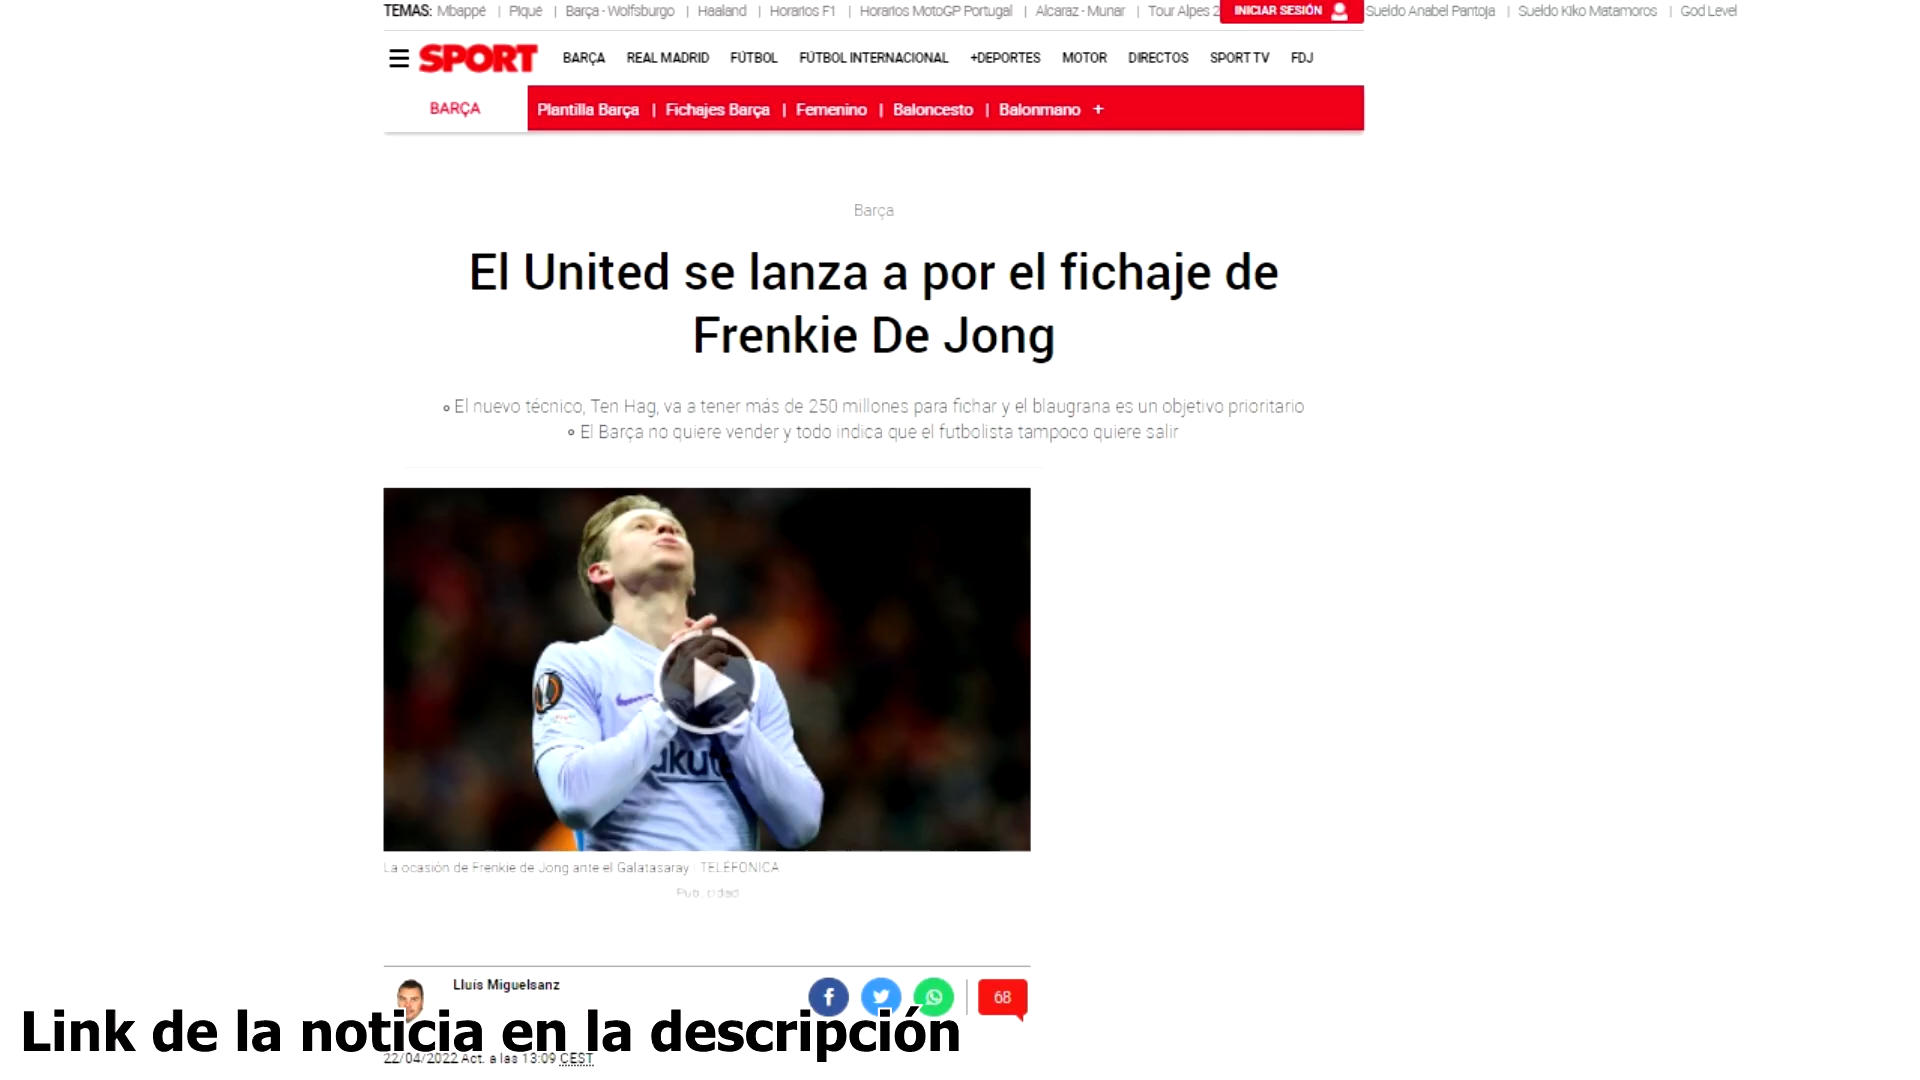 TEMAS: Mbappé | Piqué | Barça - Wolfsburgo | Haaland | Horarios F1 | Horarios MotoGP Portugal | Alcaraz - Munar | Tour Alpes 2 INICIAR SESIÓN Sueldo Anabel Pantoja | Sueldo Kiko Matamoros | God Level
SPORT BARÇA REAL MADRID FÚTBOL FÚTBOL INTERNACIONAL +DEPORTES MOTOR DIRECTOS SPORT TV FDJ
BARÇA Plantilla Barça | Fichajes Barça | Femenino | Baloncesto | Balonmano +
Barça
El United se lanza a por el fichaje de
Frenkie De Jong
El nuevo técnico, Ten Hag, va a tener más de 250 millones para fichar y el blaugrana es un objetivo prioritario
El Barça no quiere vender y todo indica que el futbolista tampoco quiere salir
La ocasión de Frenkie de Jong ante el Galatasaray | TELEFONICA
Publicidad
Lluís Miguelsanz
68
Link de la noticia en la descripción
22/04/2022 Act. a las 13:09 CEST